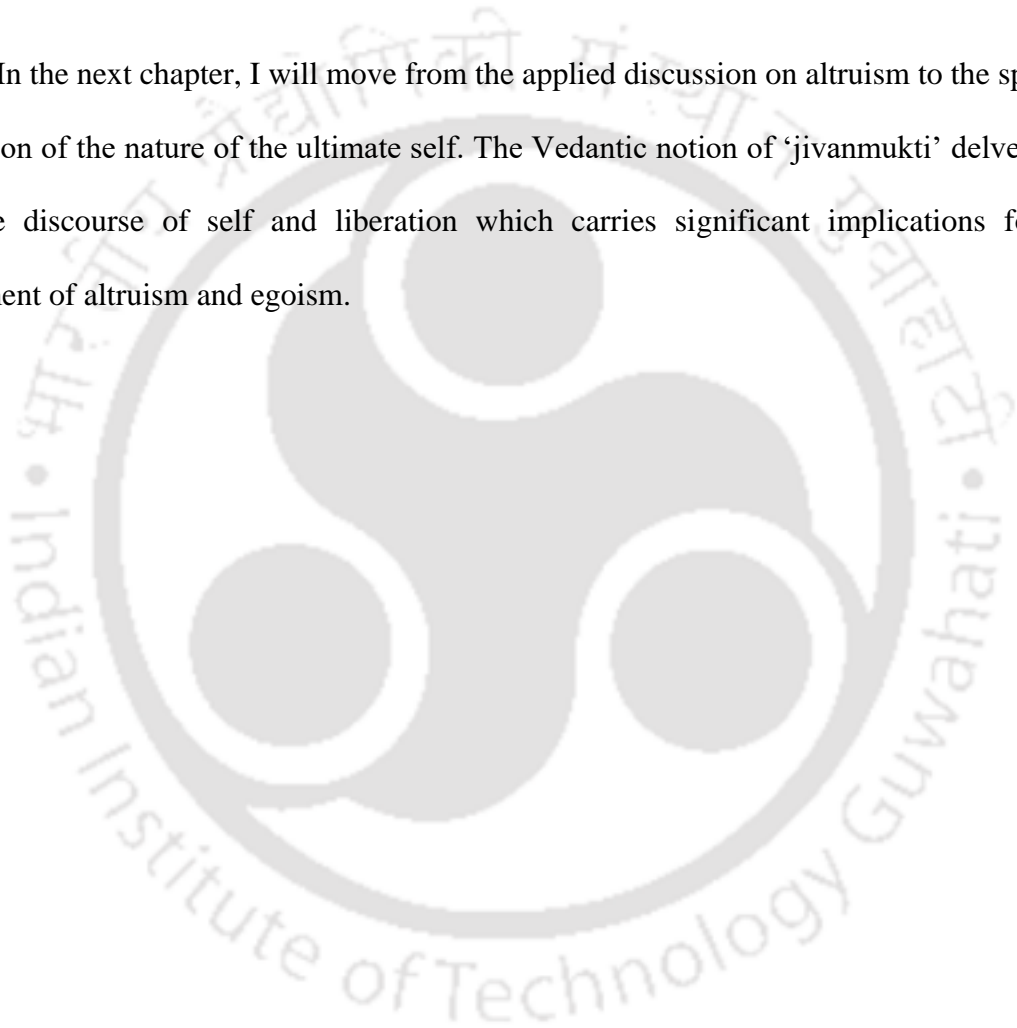 In the next chapter, I will move from the applied discussion on altruism to the sp
on of the nature of the ultimate self. The Vedantic notion of ‘jivanmukti’ delve
e discourse of self and liberation which carries significant implications fo
ent of altruism and egoism.
भारतीय प्रौद्योगिकी संस्थान गुवाहाटी
Indian Institute of Technology Guwahati